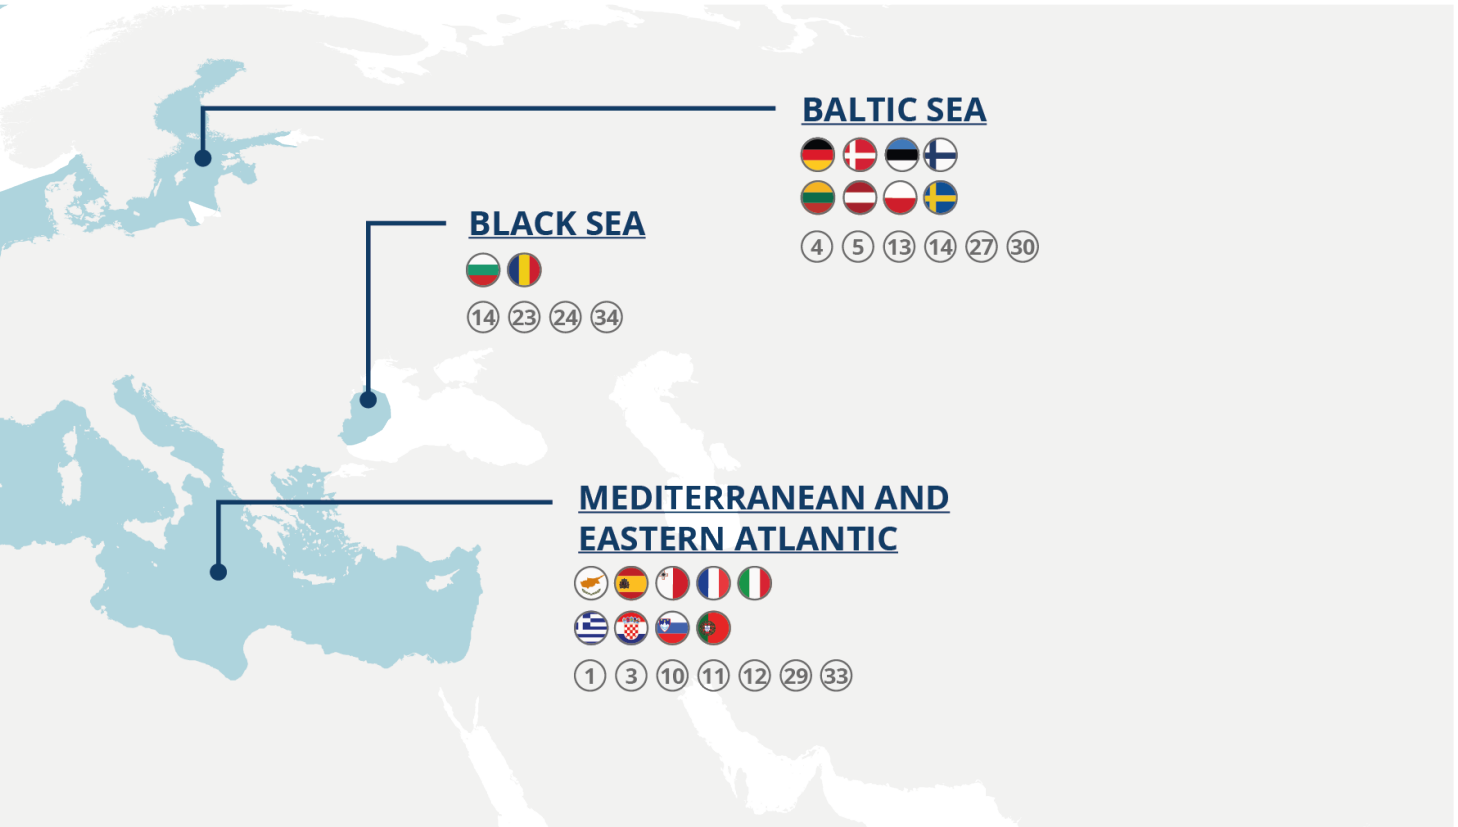 BALTIC SEA
4 5 13 14 27 30
BLACK SEA
14 23 24 34
MEDITERRANEAN AND
EASTERN ATLANTIC
1 3 10 11 12 29 33